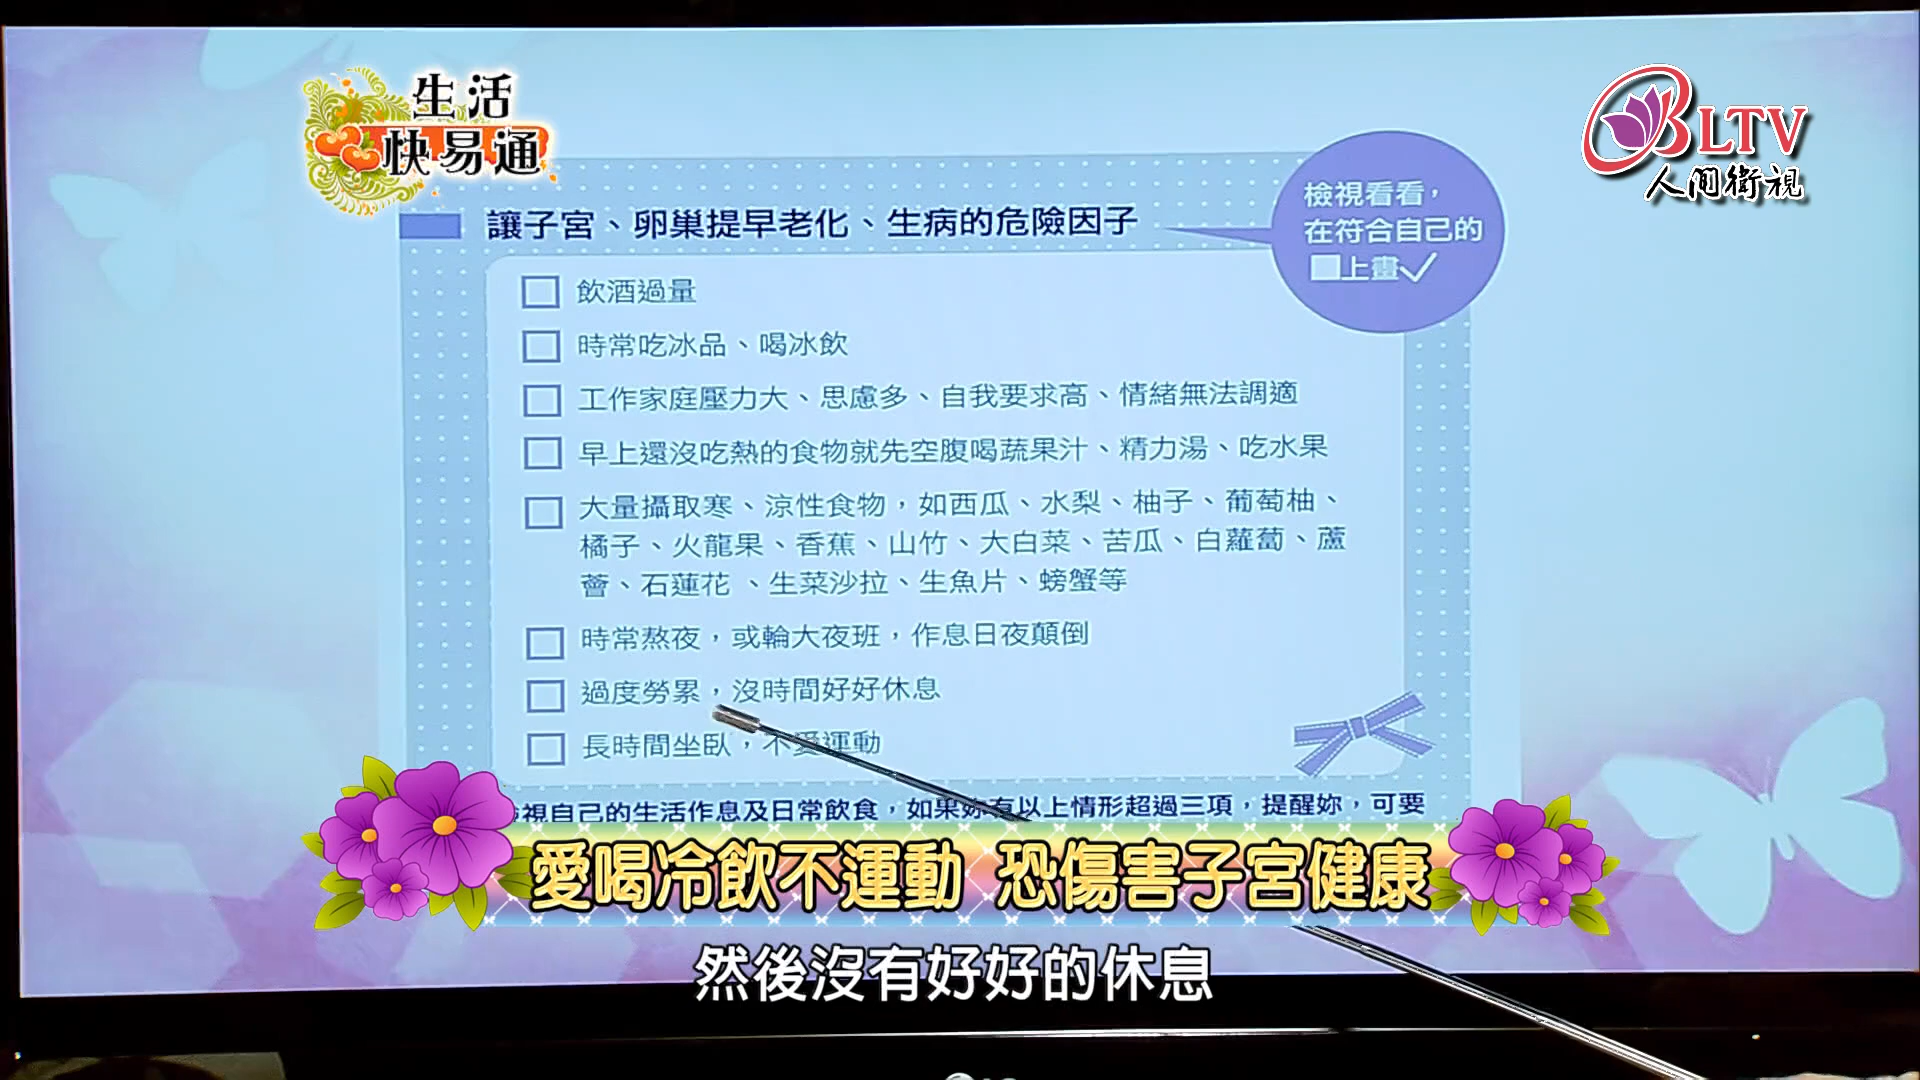 生活
快易通
BLTV
人間衛視
檢視看看,
在符合自己的
上畫✓
讓子宮、卵巢提早老化、生病的危險因子
飲酒過量
時常吃冰品、喝冰飲
工作家庭壓力大、思慮多、自我要求高、情緒無法調適
早上還沒吃熱的食物就先空腹喝蔬果汁、精力湯、吃水果
大量攝取寒、涼性食物,如西瓜、水梨、柚子、葡萄柚、
橘子、火龍果、香蕉、山竹、大白菜、苦瓜、白蘿蔔、蘆
薈、石蓮花、生菜沙拉、生魚片、螃蟹等
時常熬夜,或輪大夜班,作息日夜顛倒
過度勞累,沒時間好好休息
長時間坐臥,不愛運動
視自己的生活作息及日常飲食,如果妳有以上情形超過三項,提醒妳,可要
愛喝冷飲不運動 恐傷害子宮健康
然後沒有好好的休息